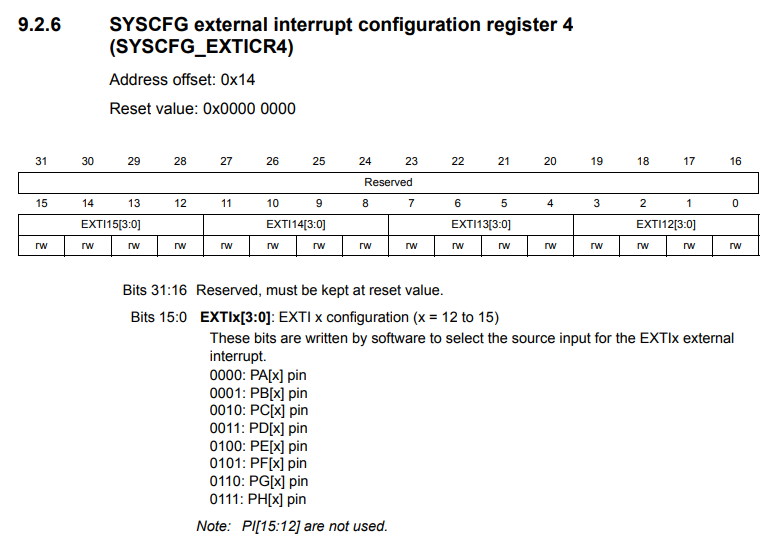 9.2.6 SYSCFG external interrupt configuration register 4
(SYSCFG_EXTICR4)
Address offset: 0x14
Reset value: 0x0000 0000
31 30 29 28 27 26 25 24 23 22 21 20 19 18 17 16
Reserved
15 14 13 12 11 10 9 8 7 6 5 4 3 2 1 0
EXTI15[3:0] EXTI14[3:0] EXTI13[3:0] EXTI12[3:0]
rw rw rw rw rw rw rw rw rw rw rw rw rw rw rw rw
Bits 31:16 Reserved, must be kept at reset value.
Bits 15:0 EXTIx[3:0]: EXTI x configuration (x = 12 to 15)
These bits are written by software to select the source input for the EXTIx external
interrupt.
0000: PA[x] pin
0001: PB[x] pin
0010: PC[x] pin
0011: PD[x] pin
0100: PE[x] pin
0101: PF[x] pin
0110: PG[x] pin
0111: PH[x] pin
Note: PI[15:12] are not used.